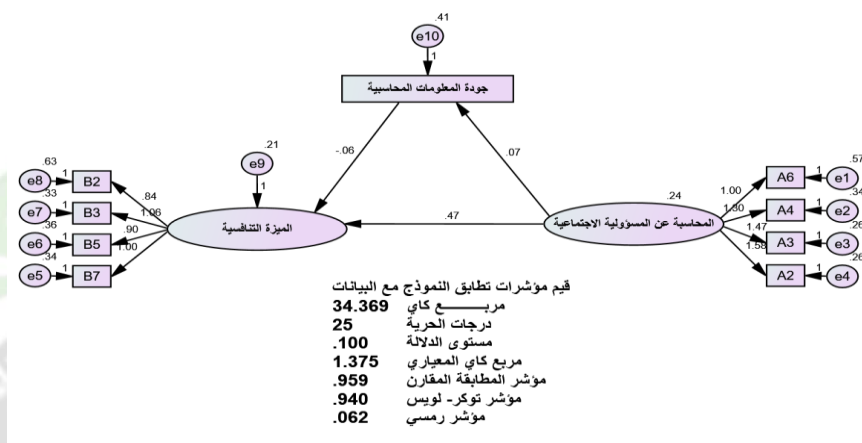 .41
e10
1
جودة المعلومات المحاسبية
-.06
.07
.21
e9
1
.63
e8
1
B2
.84
.33
e7
1
B3
1.06
.36
e6
1
B5
.90
.34
e5
1
B7
1.00
الميزة التنافسية
.47
.24
المحاسبة عن المسؤولية الاجتماعية
1.00
A6
1
e1
.57
1.30
A4
1
e2
.34
1.47
A3
1
e3
.26
1.58
A2
1
e4
.26
قيم مؤشرات تطابق النموذج مع البيانات
مربـــــــع كاي 34.369
درجات الحرية 25
مستوى الدلالة .100
مربع كاي المعياري 1.375
مؤشر المطابقة المقارن .959
مؤشر توكر- لويس .940
مؤشر رمسي .062